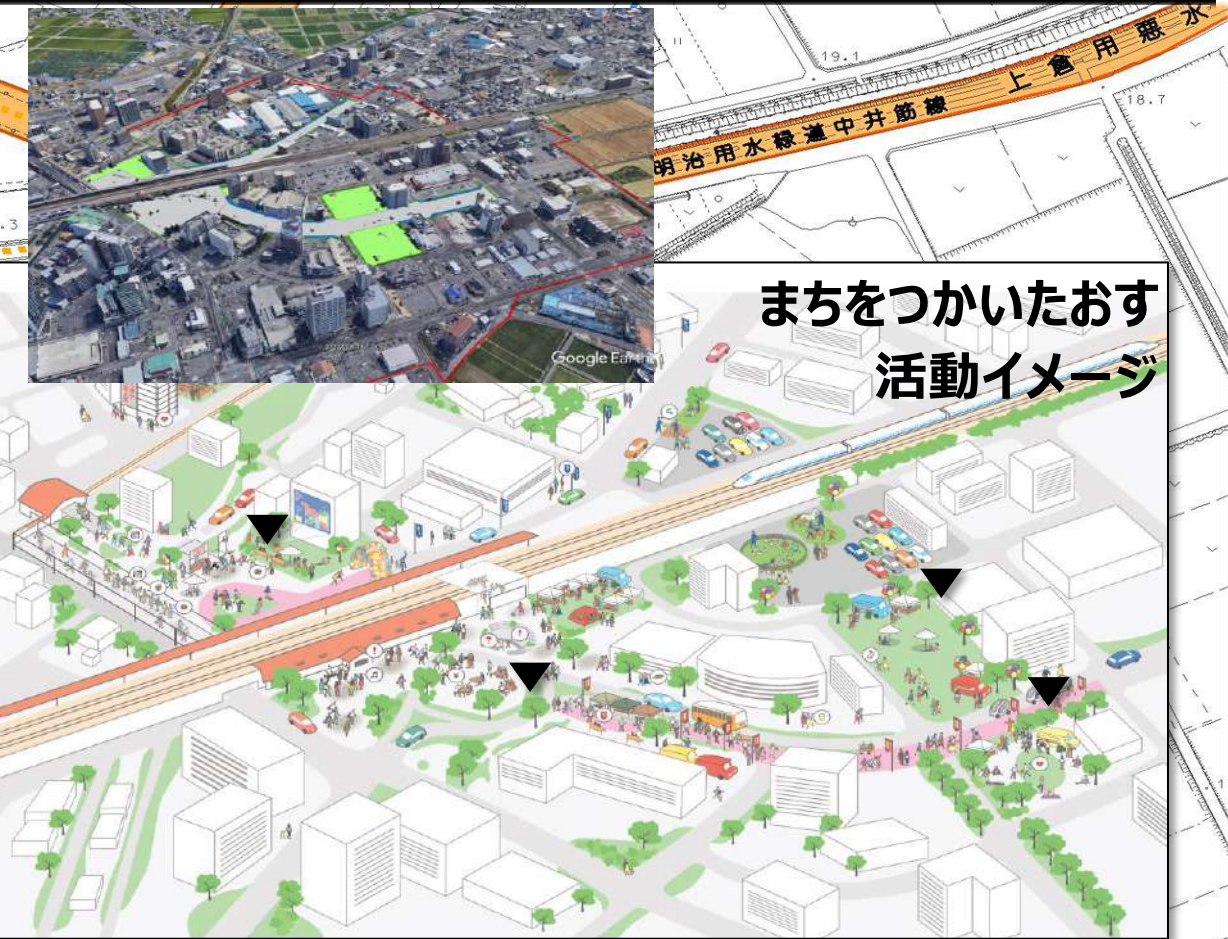 19.1
上倉用悪水
18.7
明治用水緑道中井筋線
.3
Google Earth
まちをつかいたおす
活動イメージ